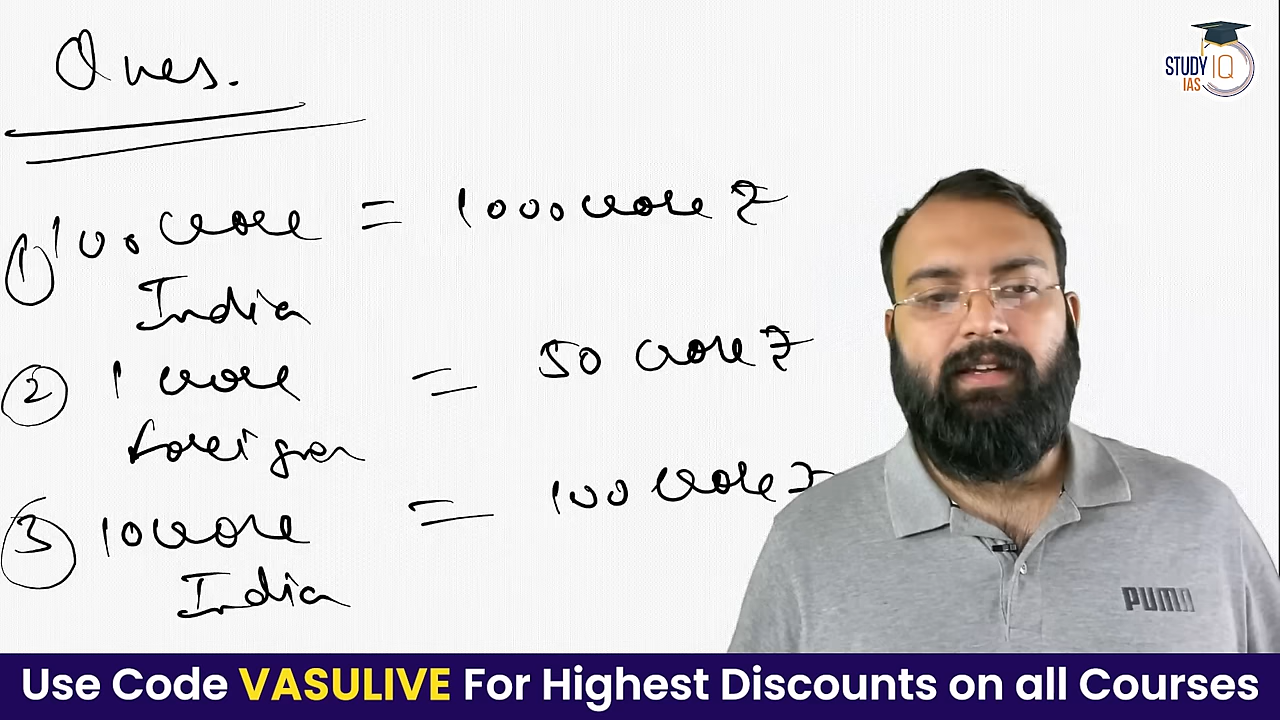 Ques.
STUDY IQ
IAS
1) 100 crore = 1000 crore ₹
India
2 1 crore = 50 crore ₹
foreigner
3 10 crore = 100 crore ₹
India
PUMA
Use Code VASULIVE For Highest Discounts on all Courses